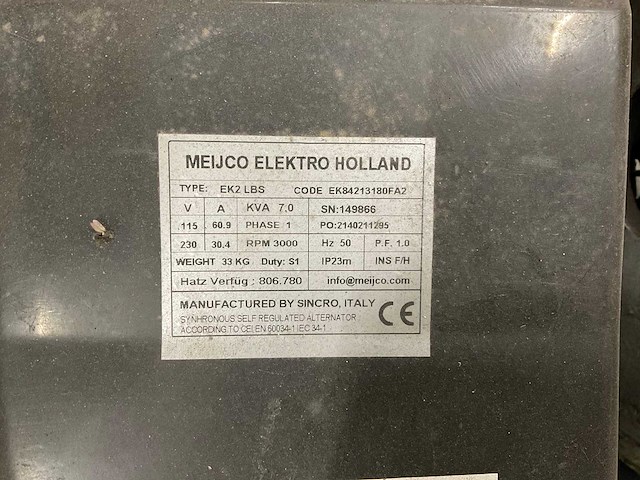 MEIJCO ELEKTRO HOLLAND
TYPE: EK2 LBS CODE EK84213180FA2
V A KVA 7.0 SN:149866
115 60.9 PHASE 1 PO:2140211295
230 30.4 RPM 3000 Hz 50 P.F. 1.0
WEIGHT 33 KG Duty: S1 IP23m INS F/H
Hatz Verfug : 806.780 info@meijco.com
MANUFACTURED BY SINCRO, ITALY CE
SYNHRONOUS SELF REGULATED ALTERNATOR
ACCORDING TO CEI EN 60034-1 IEC 34-1